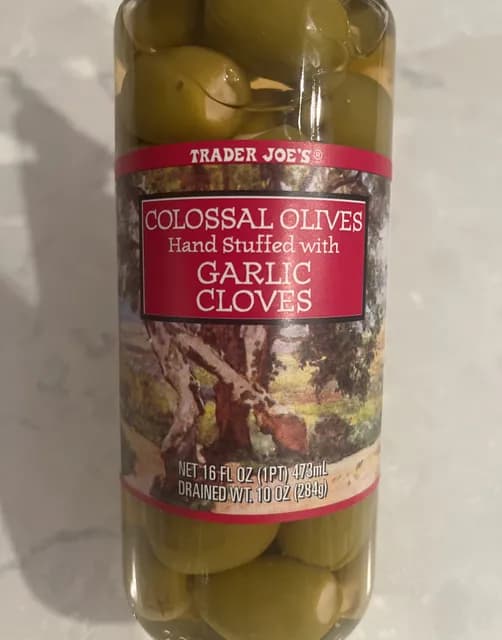 TRADER JOE'S®
COLOSSAL OLIVES
Hand Stuffed with
GARLIC
CLOVES
NET 16 FL OZ (1PT) 473mL
DRAINED WT. 10 OZ (284g)